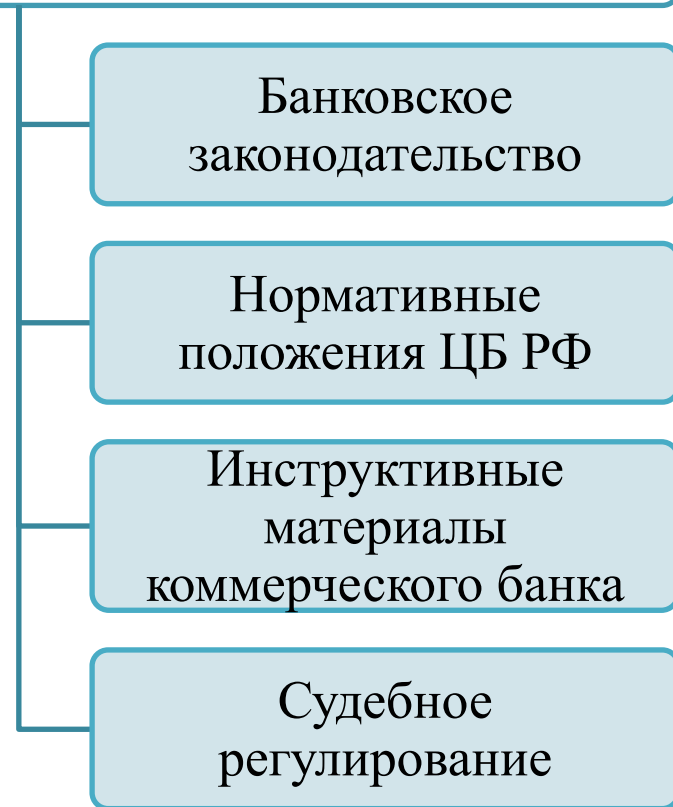 Банковское
законодательство
Нормативные
положения ЦБ РФ
Инструктивные
материалы
коммерческого банка
Судебное
регулирование